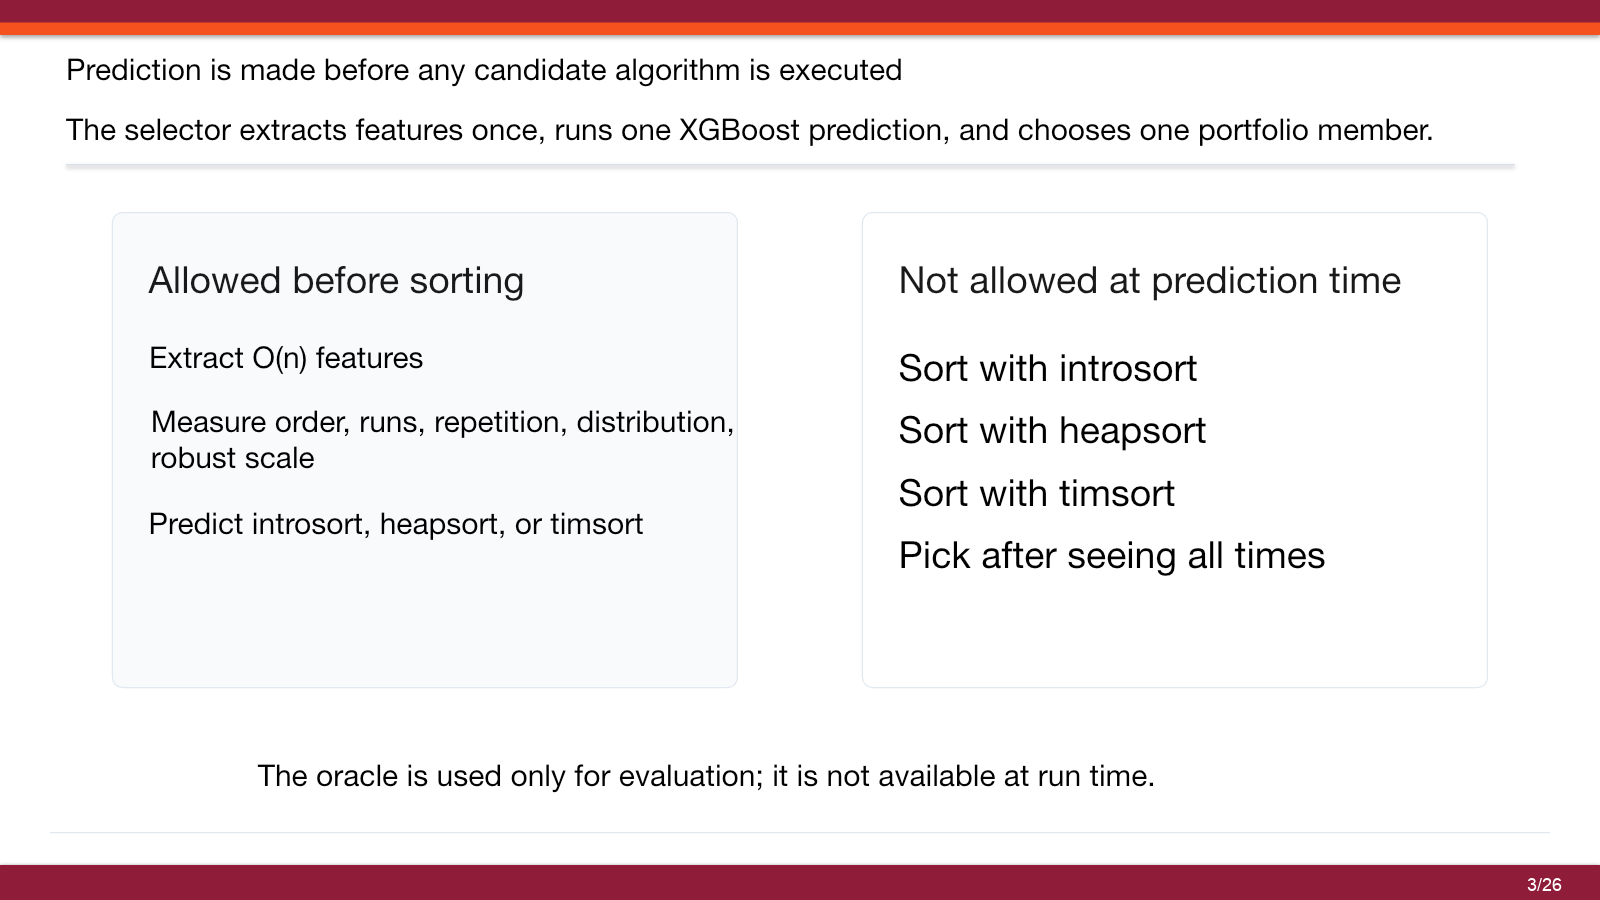 Prediction is made before any candidate algorithm is executed
The selector extracts features once, runs one XGBoost prediction, and chooses one portfolio member.
Allowed before sorting
Extract O(n) features
Measure order, runs, repetition, distribution,
robust scale
Predict introsort, heapsort, or timsort
Not allowed at prediction time
Sort with introsort
Sort with heapsort
Sort with timsort
Pick after seeing all times
The oracle is used only for evaluation; it is not available at run time.
3/26